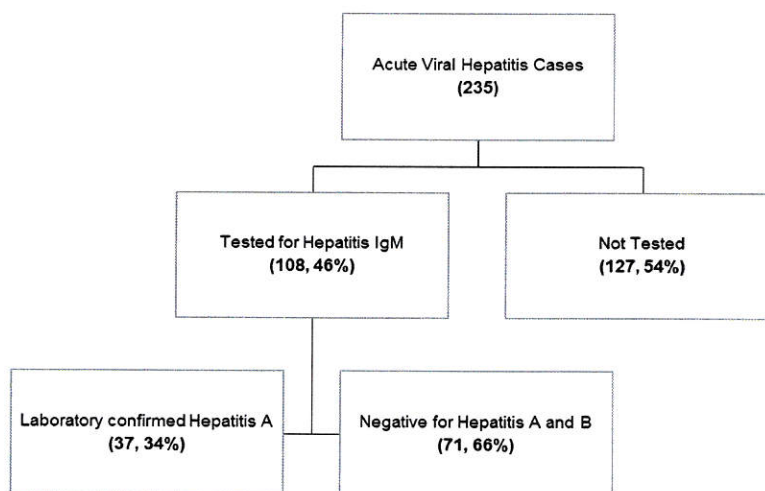 Acute Viral Hepatitis Cases
(235)
Tested for Hepatitis IgM
(108, 46%)
Not Tested
(127, 54%)
Laboratory confirmed Hepatitis A
(37, 34%)
Negative for Hepatitis A and B
(71, 66%)